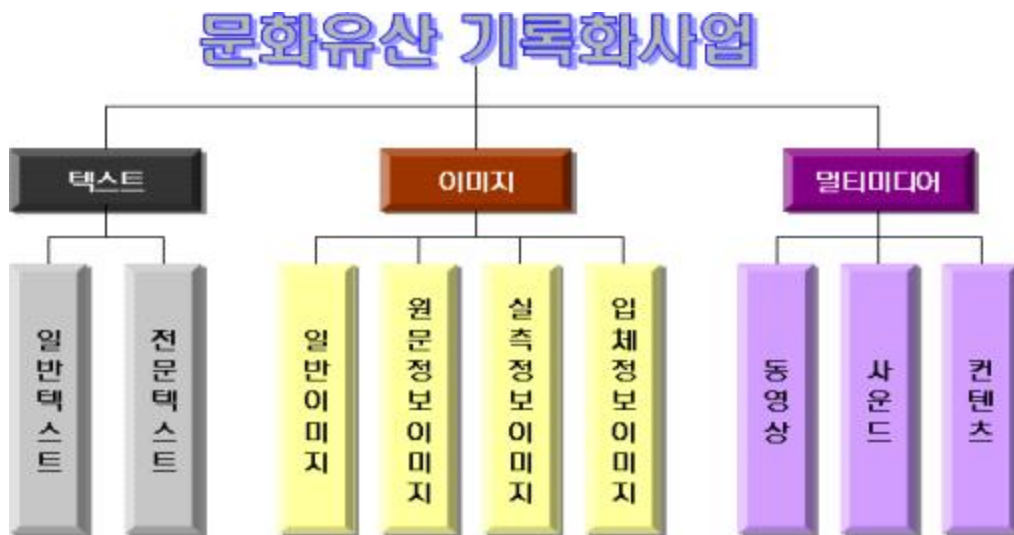 문화유산 기록화사업
텍스트
이미지
멀티미디어
일반텍스트
전문텍스트
일반이미지
원문정보이미지
실측정보이미지
입체정보이미지
동영상
사운드
컨텐츠